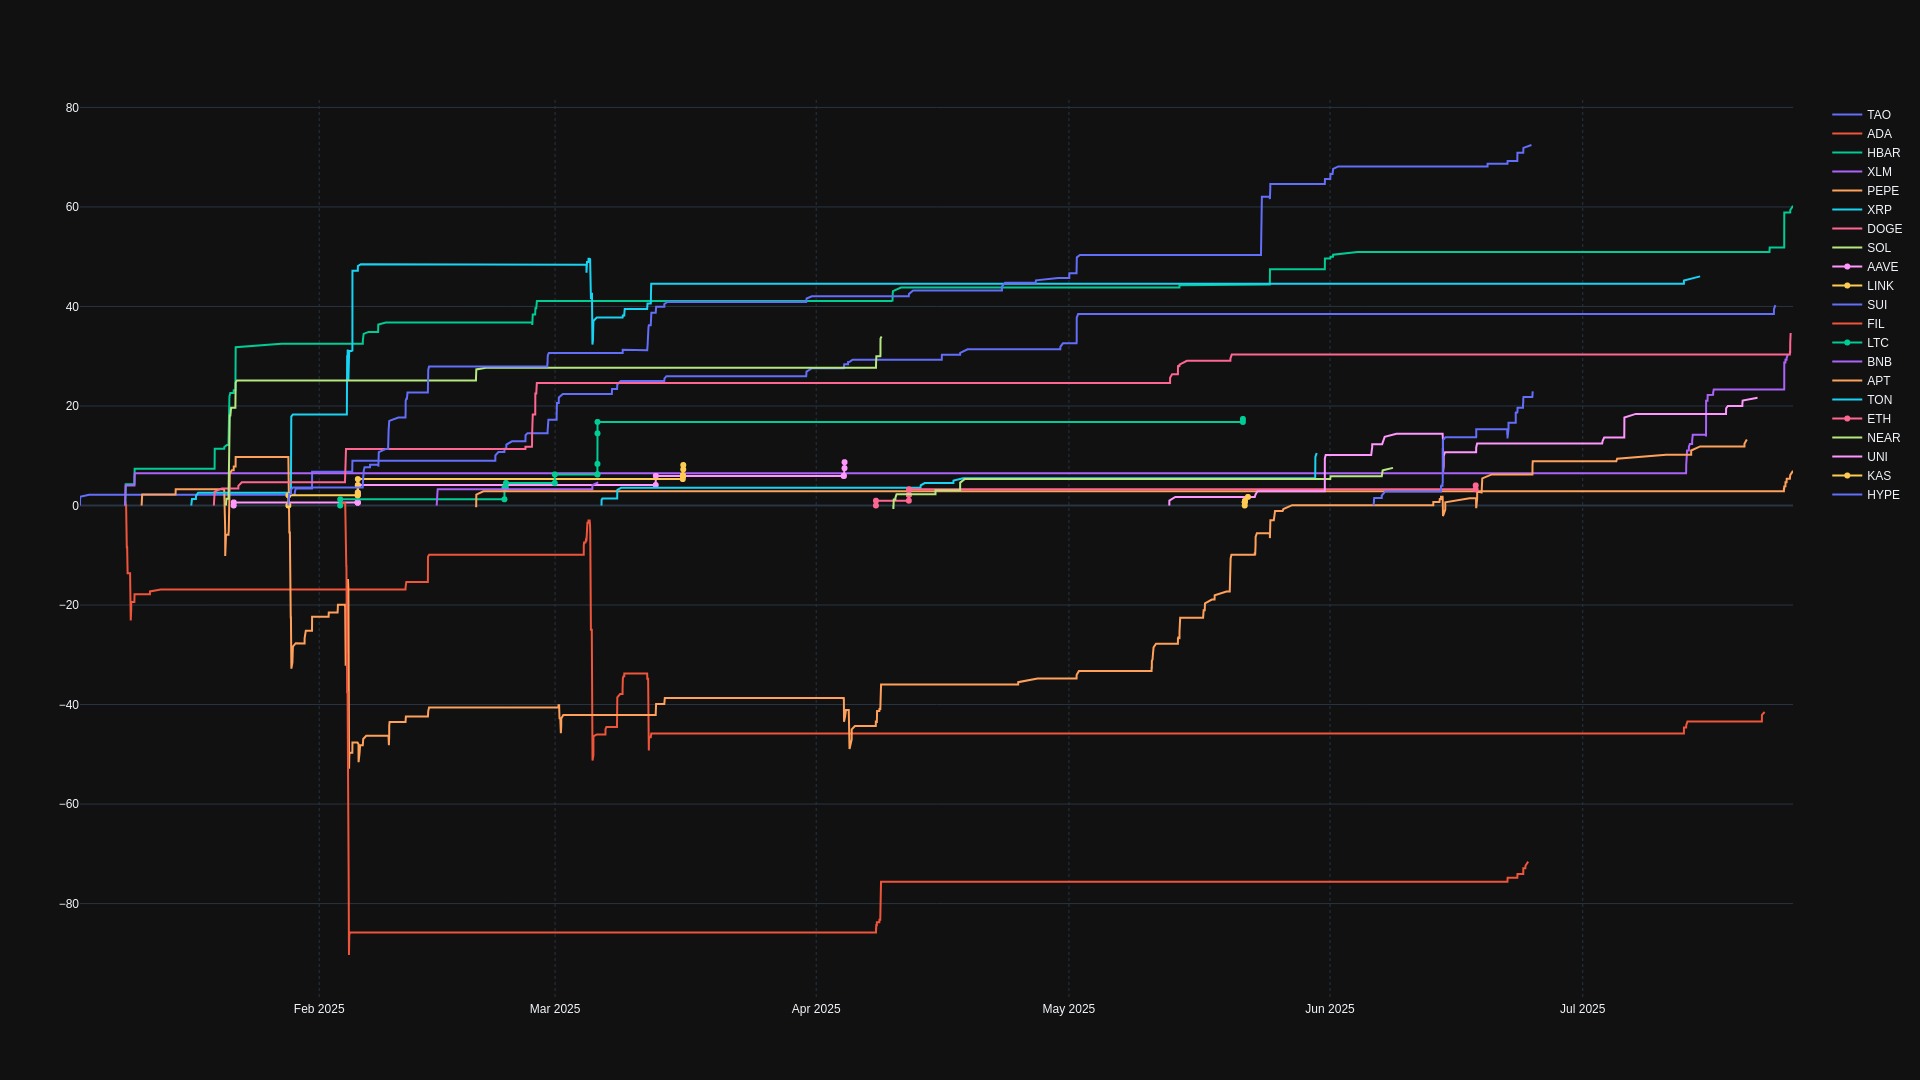 80
60
40
20
0
−20
−40
−60
−80
Feb 2025
Mar 2025
Apr 2025
May 2025
Jun 2025
Jul 2025
TAO
ADA
HBAR
XLM
PEPE
XRP
DOGE
SOL
AAVE
LINK
SUI
FIL
LTC
BNB
APT
TON
ETH
NEAR
UNI
KAS
HYPE